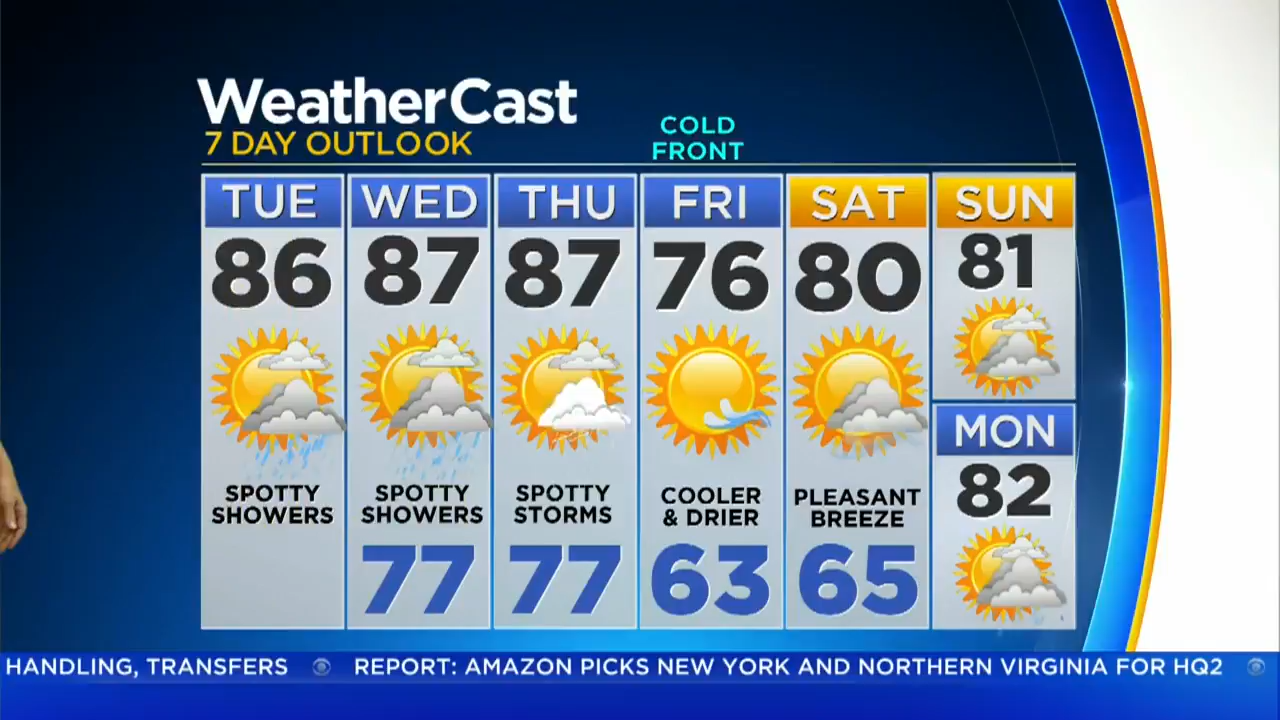 WeatherCast
7 DAY OUTLOOK
COLD
FRONT
TUE
86
SPOTTY
SHOWERS
WED
87
SPOTTY
SHOWERS
77
THU
87
SPOTTY
STORMS
77
FRI
76
COOLER
& DRIER
63
SAT
80
PLEASANT
BREEZE
65
SUN
81
MON
82
HANDLING, TRANSFERS REPORT: AMAZON PICKS NEW YORK AND NORTHERN VIRGINIA FOR HQ2